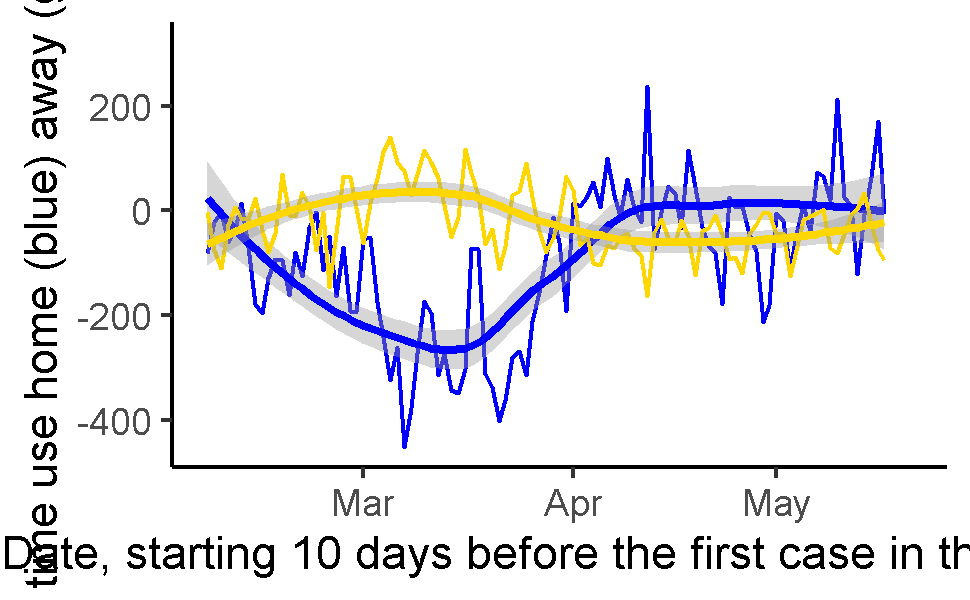 time use home (blue) away (
200
0
-200
-400
Mar Apr May
Date, starting 10 days before the first case in th